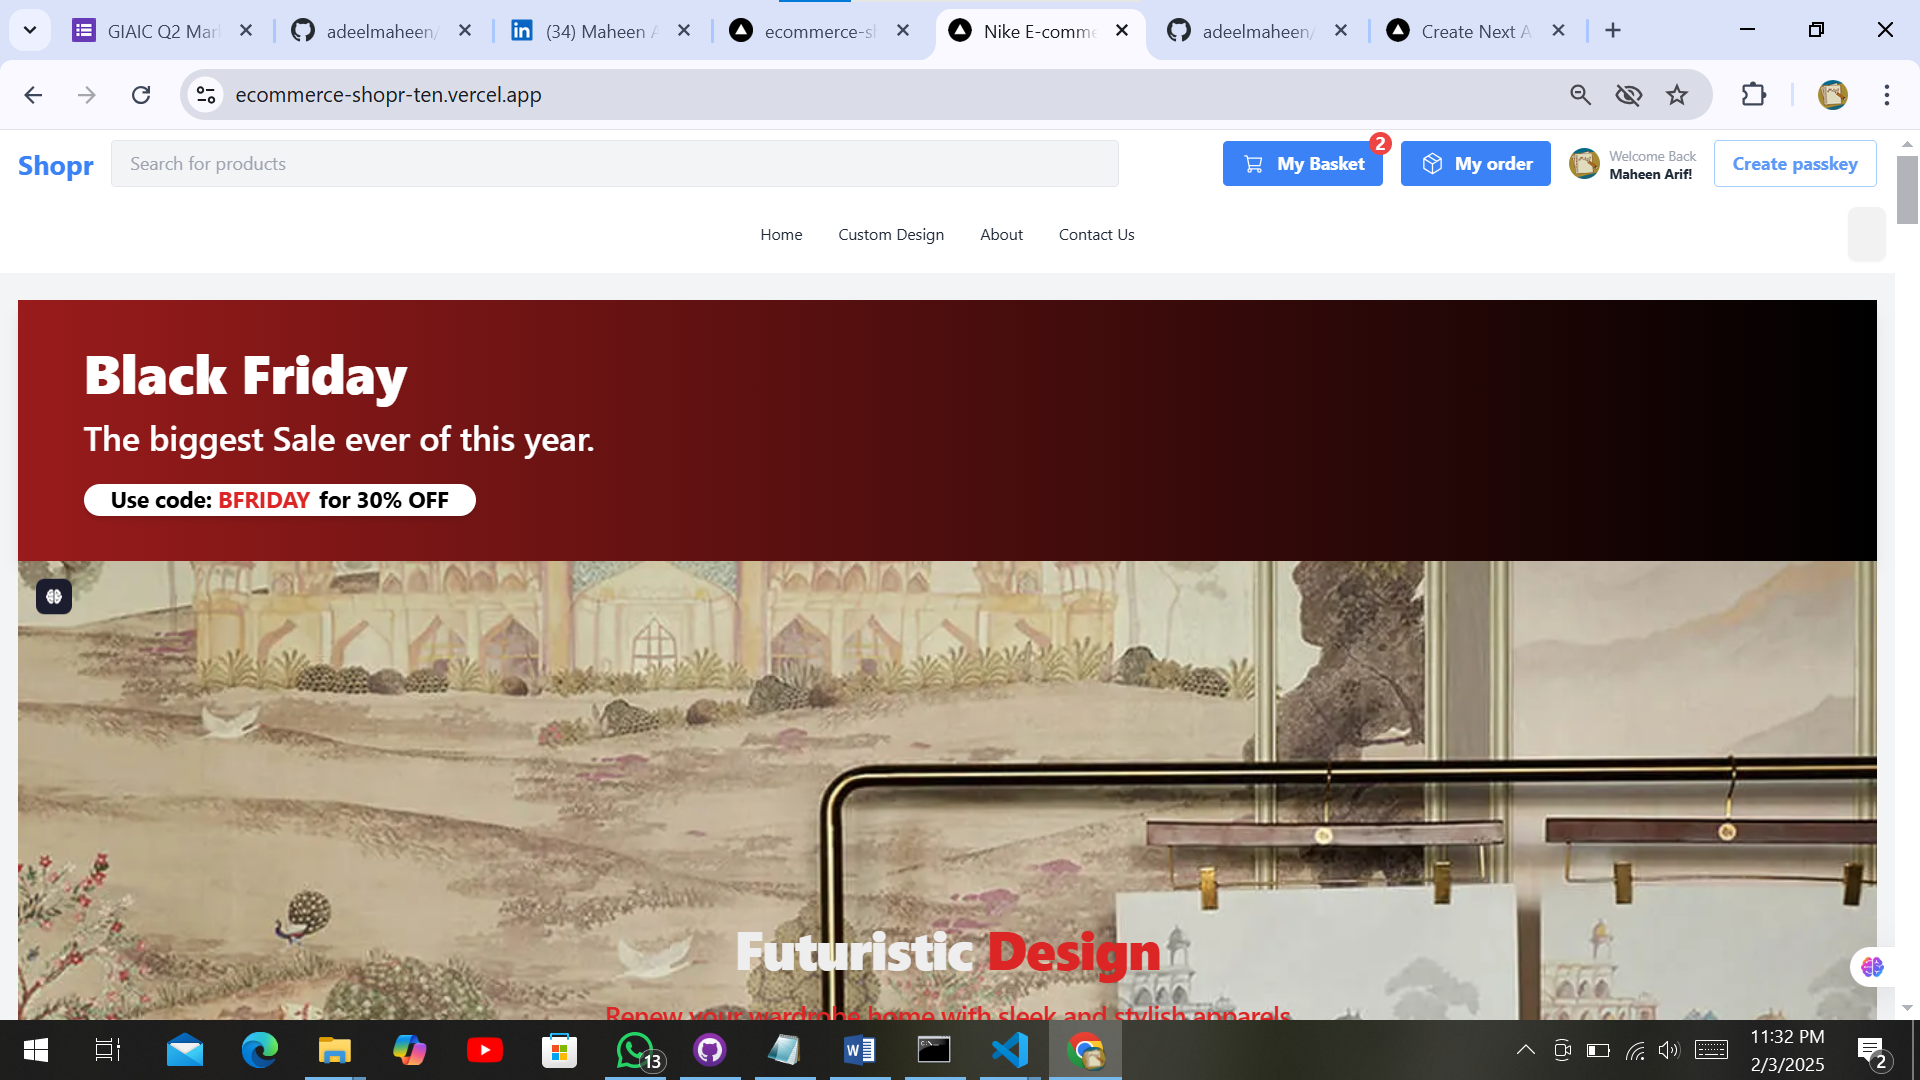 GIAIC Q2 Mar
adeelmaheen/
(34) Maheen A
ecommerce-sh
Nike E-comme
adeelmaheen/
Create Next A
ecommerce-shopr-ten.vercel.app
Shopr
Search for products
My Basket
2
My order
Welcome Back
Maheen Arif!
Create passkey
Home
Custom Design
About
Contact Us
Black Friday
The biggest Sale ever of this year.
Use code: BFRIDAY for 30% OFF
Futuristic Design
Renew your wardrobe home with sleek and stylish apparels
13
11:32 PM
2/3/2025
2